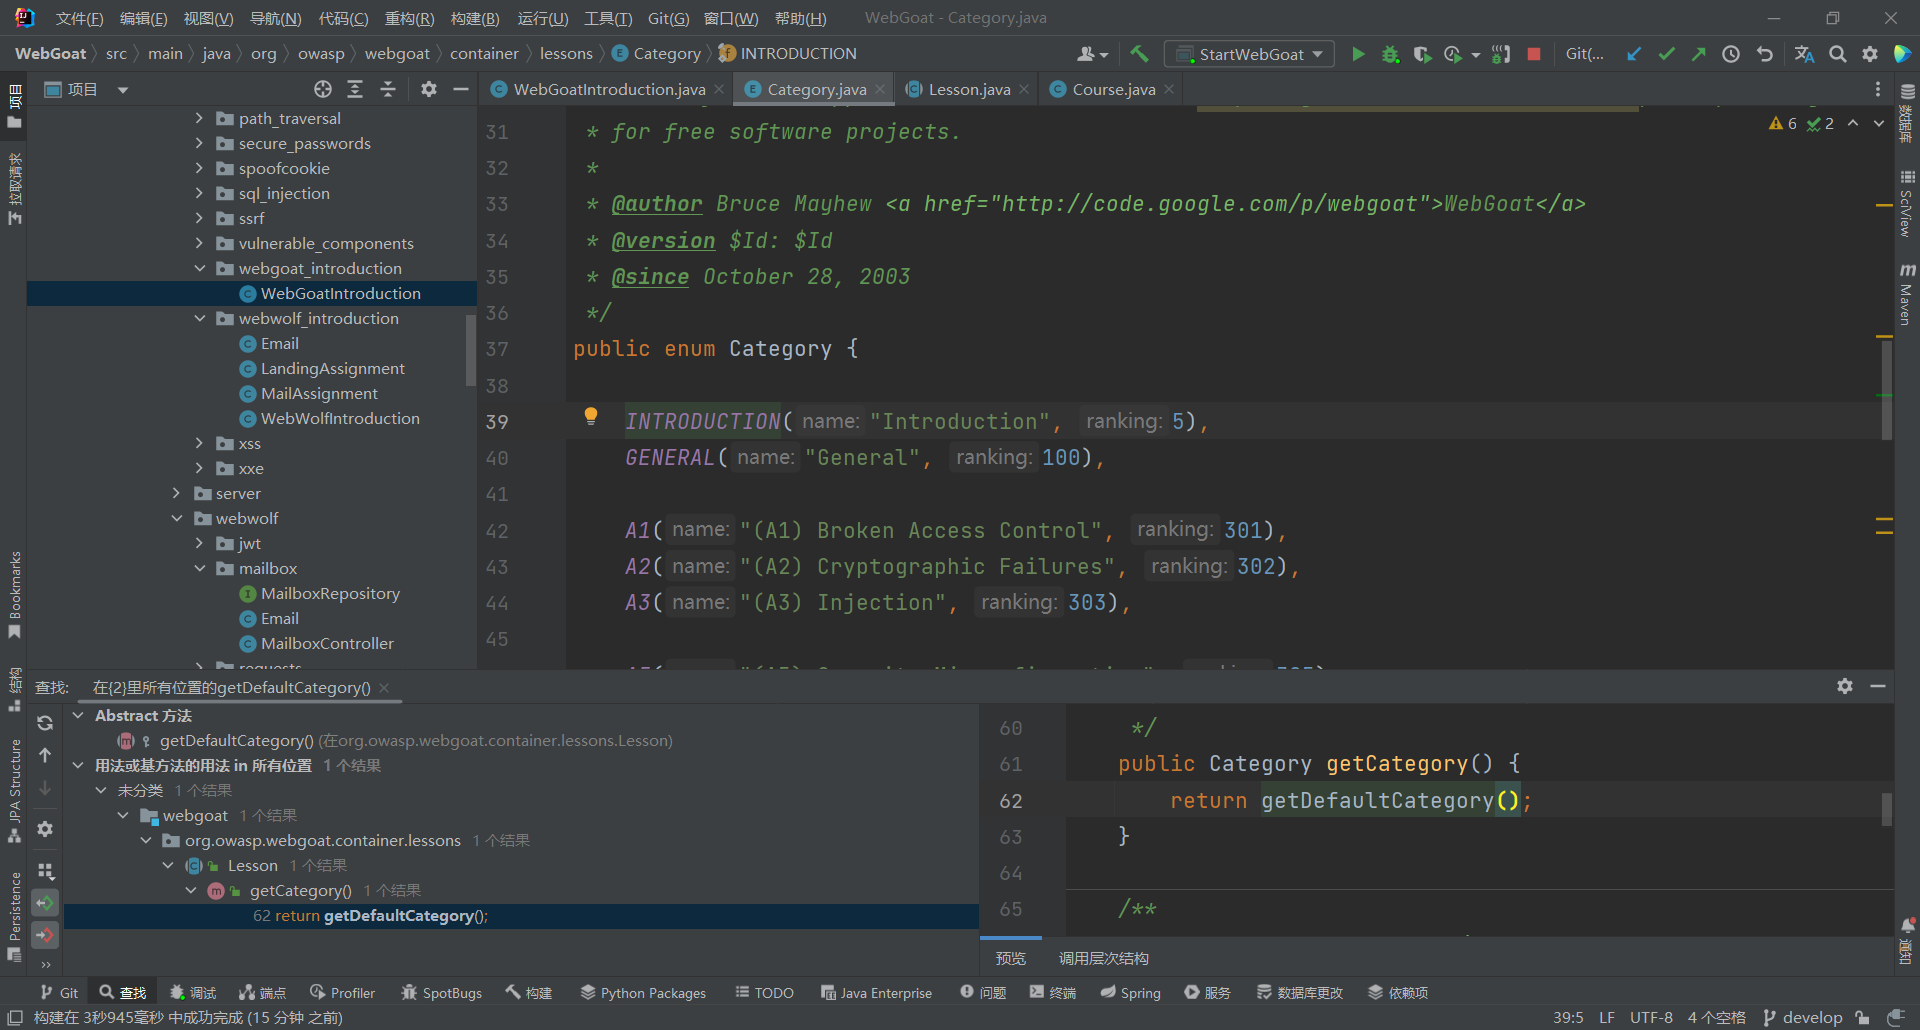 文件(F) 编辑(E) 视图(V) 导航(N) 代码(C) 重构(R) 构建(B) 运行(U) 工具(T) Git(G) 窗口(W) 帮助(H) WebGoat - Category.java
WebGoat src main java org owasp webgoat container lessons Category INTRODUCTION StartWebGoat Git(...
项目
WebGoatIntroduction.java Category.java Lesson.java Course.java
项目
拉取请求
Bookmarks
结构
JPA Structure
Persistence
path_traversal
secure_passwords
spoofcookie
sql_injection
ssrf
vulnerable_components
webgoat_introduction
WebGoatIntroduction
webwolf_introduction
Email
LandingAssignment
MailAssignment
WebWolfIntroduction
xss
xxe
server
webwolf
jwt
mailbox
MailboxRepository
Email
MailboxController
requests
6 2
31 * for free software projects.
32 *
33 * @author Bruce Mayhew <a href="http://code.google.com/p/webgoat">WebGoat</a>
34 * @version $Id: $Id
35 * @since October 28, 2003
36 */
37 public enum Category {
38
39 INTRODUCTION( name: "Introduction", ranking: 5),
40 GENERAL( name: "General", ranking: 100),
41
42 A1( name: "(A1) Broken Access Control", ranking: 301),
43 A2( name: "(A2) Cryptographic Failures", ranking: 302),
44 A3( name: "(A3) Injection", ranking: 303),
45
数据库
SciView
Maven
通知
查找: 在{2}里所有位置的getDefaultCategory()
Abstract 方法
getDefaultCategory() (在org.owasp.webgoat.container.lessons.Lesson)
用法或基方法的用法 in 所有位置 1 个结果
未分类 1 个结果
webgoat 1 个结果
org.owasp.webgoat.container.lessons 1 个结果
Lesson 1 个结果
getCategory() 1 个结果
62 return getDefaultCategory();
60 */
61 public Category getCategory() {
62 return getDefaultCategory();
63 }
64
65 /**
预览 调用层次结构
Git 查找 调试 端点 Profiler SpotBugs 构建 Python Packages TODO Java Enterprise 问题 终端 Spring 服务 数据库更改 依赖项
构建在 3秒945毫秒 中成功完成 (15 分钟 之前) 39:5 LF UTF-8 4 个空格 develop